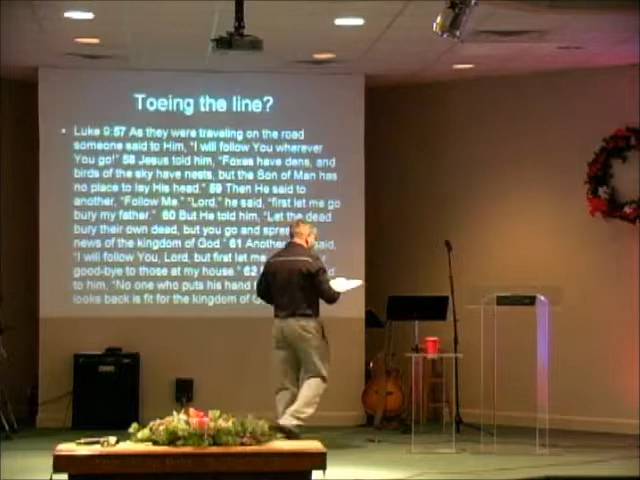 Toeing the line?
• Luke 9:57 As they were traveling on the road
someone said to Him, "I will follow You wherever
You go!" 58 Jesus told him, "Foxes have dens, and
birds of the sky have nests, but the Son of Man has
no place to lay His head." 59 Then He said to
another, "Follow Me." "Lord," he said, "first let me go
bury my father." 60 But He told him, "Let the dead
bury their own dead, but you go and spread
news of the kingdom of God." 61 Another said,
"I will follow You, Lord, but first let me
good-bye to those at my house." 62
to him, "No one who puts his hand
looks back is fit for the kingdom of